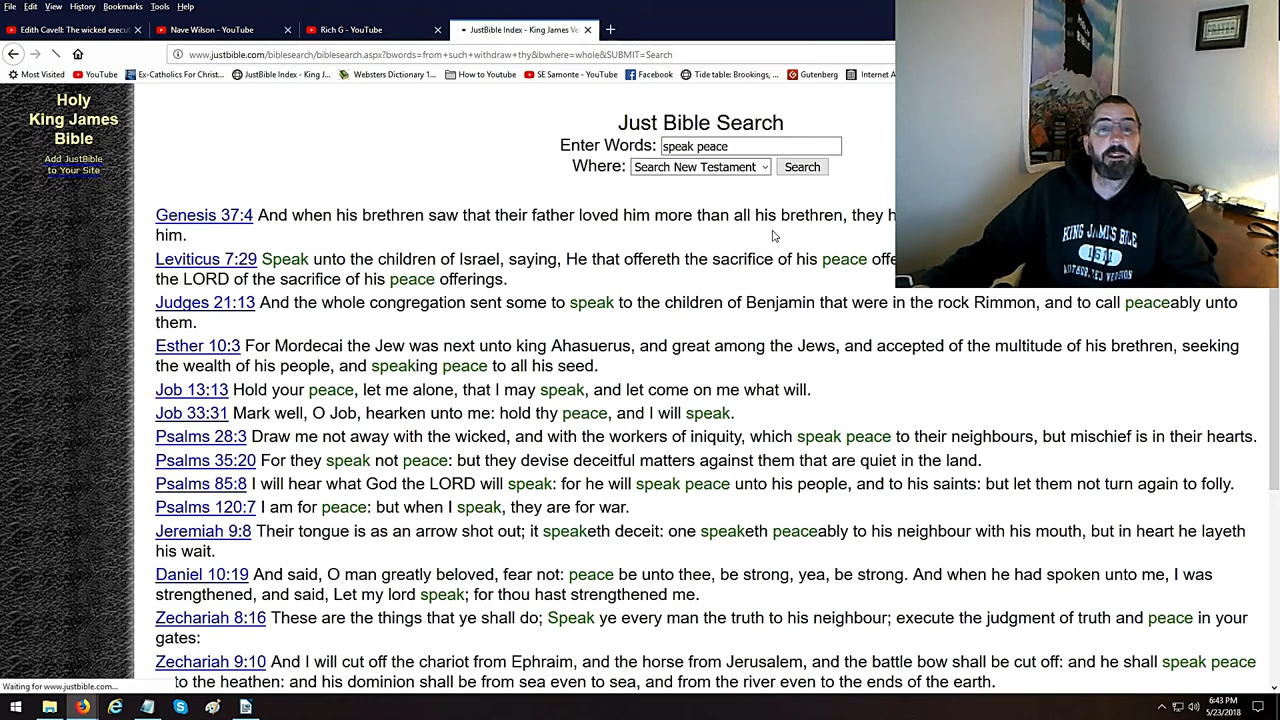 File Edit View History Bookmarks Tools Help
Edith Cavell: The wicked execut
Nave Wilson - YouTube
Rich G - YouTube
JustBible Index - King James Ve
www.justbible.com/biblesearch/biblesearch.aspx?bwords=from+such+withdraw+thy&bwhere=whole&SUBMIT=Search
Most Visited YouTube Ex-Catholics For Christ... JustBible Index - King J... Websters Dictionary 1... How to Youtube SE Samonte - YouTube Facebook Tide table: Brookings, ... Gutenberg Internet A
PRAYER
Holy
King James
Bible
Add JustBible
to Your Site
Just Bible Search
Enter Words: speak peace
Where: Search New Testament Search
KING JAMES BIBLE
1611
AUTHORIZED VERSION
Genesis 37:4 And when his brethren saw that their father loved him more than all his brethren, they h
him.
Leviticus 7:29 Speak unto the children of Israel, saying, He that offereth the sacrifice of his peace offe
the LORD of the sacrifice of his peace offerings.
Judges 21:13 And the whole congregation sent some to speak to the children of Benjamin that were in the rock Rimmon, and to call peaceably unto
them.
Esther 10:3 For Mordecai the Jew was next unto king Ahasuerus, and great among the Jews, and accepted of the multitude of his brethren, seeking
the wealth of his people, and speaking peace to all his seed.
Job 13:13 Hold your peace, let me alone, that I may speak, and let come on me what will.
Job 33:31 Mark well, O Job, hearken unto me: hold thy peace, and I will speak.
Psalms 28:3 Draw me not away with the wicked, and with the workers of iniquity, which speak peace to their neighbours, but mischief is in their hearts.
Psalms 35:20 For they speak not peace: but they devise deceitful matters against them that are quiet in the land.
Psalms 85:8 I will hear what God the LORD will speak: for he will speak peace unto his people, and to his saints: but let them not turn again to folly.
Psalms 120:7 I am for peace: but when I speak, they are for war.
Jeremiah 9:8 Their tongue is as an arrow shot out; it speaketh deceit: one speaketh peaceably to his neighbour with his mouth, but in heart he layeth
his wait.
Daniel 10:19 And said, O man greatly beloved, fear not: peace be unto thee, be strong, yea, be strong. And when he had spoken unto me, I was
strengthened, and said, Let my lord speak; for thou hast strengthened me.
Zechariah 8:16 These are the things that ye shall do; Speak ye every man the truth to his neighbour; execute the judgment of truth and peace in your
gates:
Zechariah 9:10 And I will cut off the chariot from Ephraim, and the horse from Jerusalem, and the battle bow shall be cut off: and he shall speak peace
to the heathen: and his dominion shall be from sea even to sea, and from the river even to the ends of the earth.
Waiting for www.justbible.com...
6:43 PM
5/23/2018